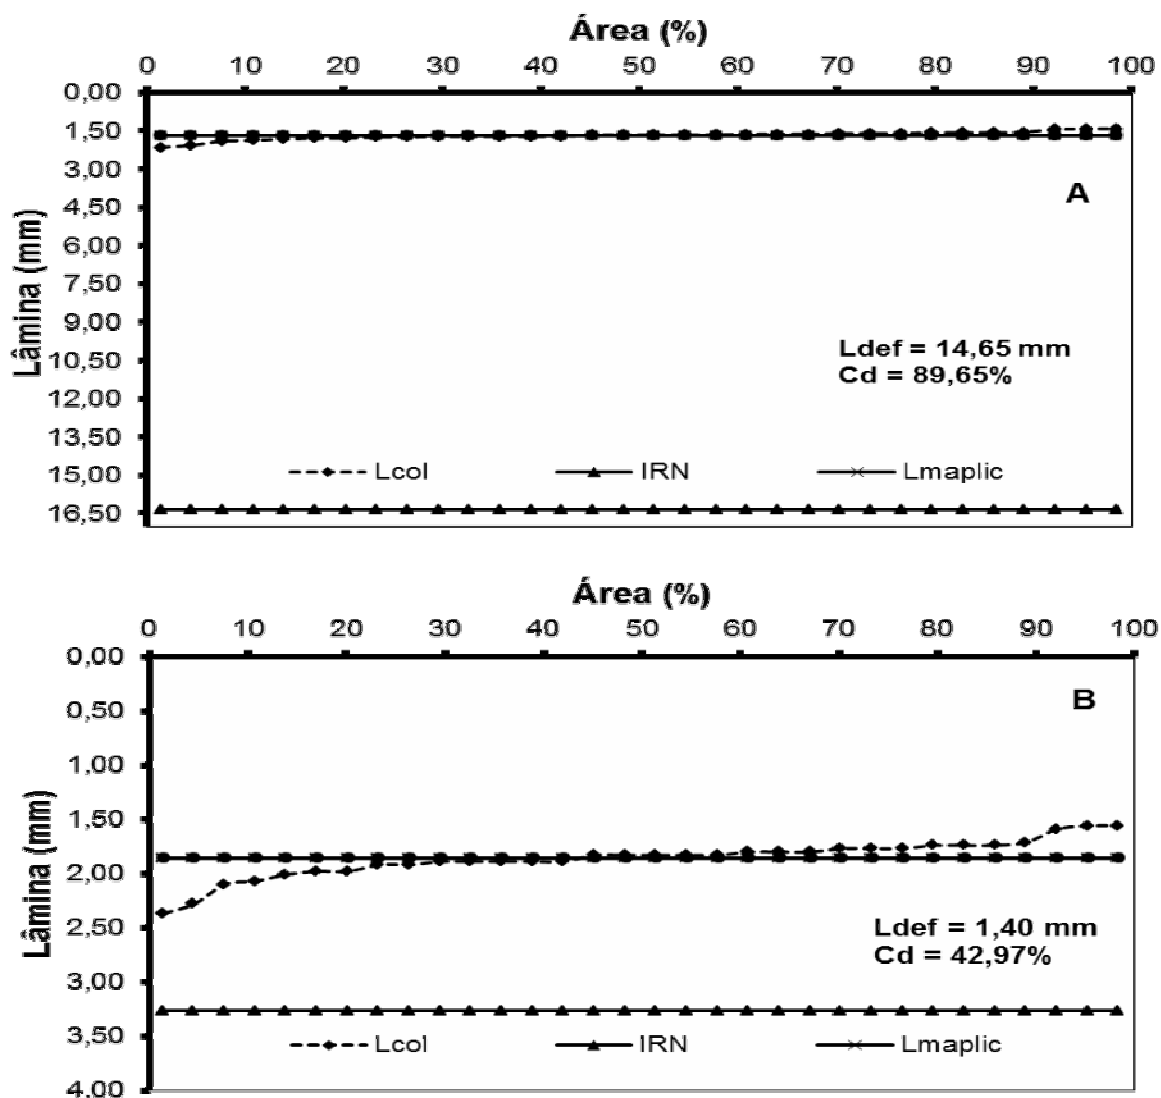 Área (%)
0 10 20 30 40 50 60 70 80 90 100
0,00
1,50
3,00
4,50
6,00
7,50
9,00
10,50
12,00
13,50
15,00
16,50
Lâmina (mm)
A
Ldef = 14,65 mm
Cd = 89,65%
Lcol IRN Lmaplic
Área (%)
0 10 20 30 40 50 60 70 80 90 100
0,00
0,50
1,00
1,50
2,00
2,50
3,00
3,50
4,00
Lâmina (mm)
B
Ldef = 1,40 mm
Cd = 42,97%
Lcol IRN Lmaplic